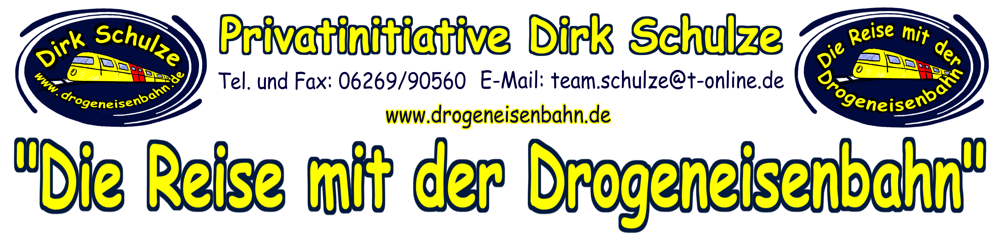 Dirk Schulze
www.drogeneisenbahn.de
Privatinitiative Dirk Schulze
Tel. und Fax: 06269/90560 E-Mail: team.schulze@t-online.de
www.drogeneisenbahn.de
Die Reise mit der
Drogeneisenbahn
"Die Reise mit der Drogeneisenbahn"